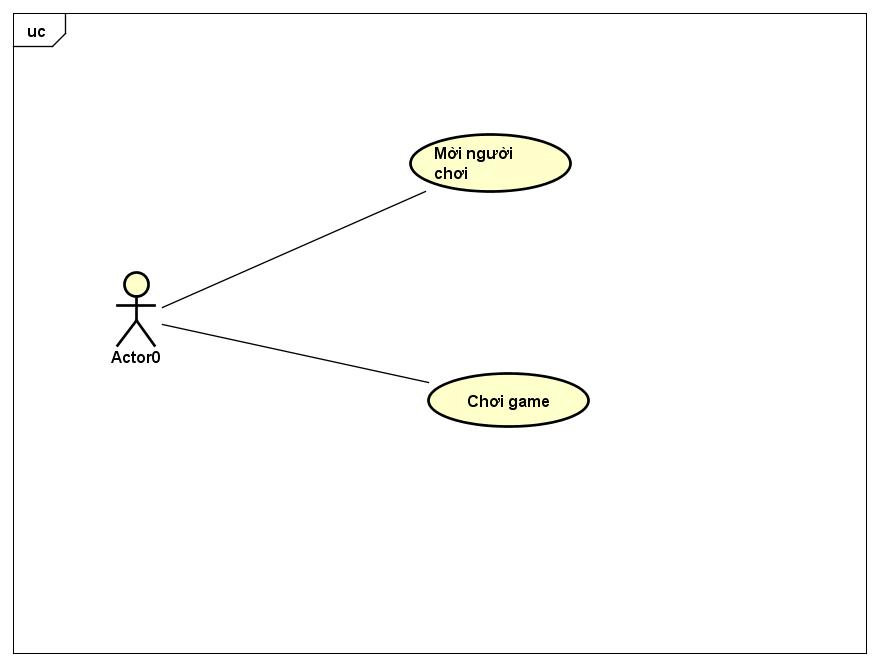 uc
Mời người
chơi
Actor0
Chơi game